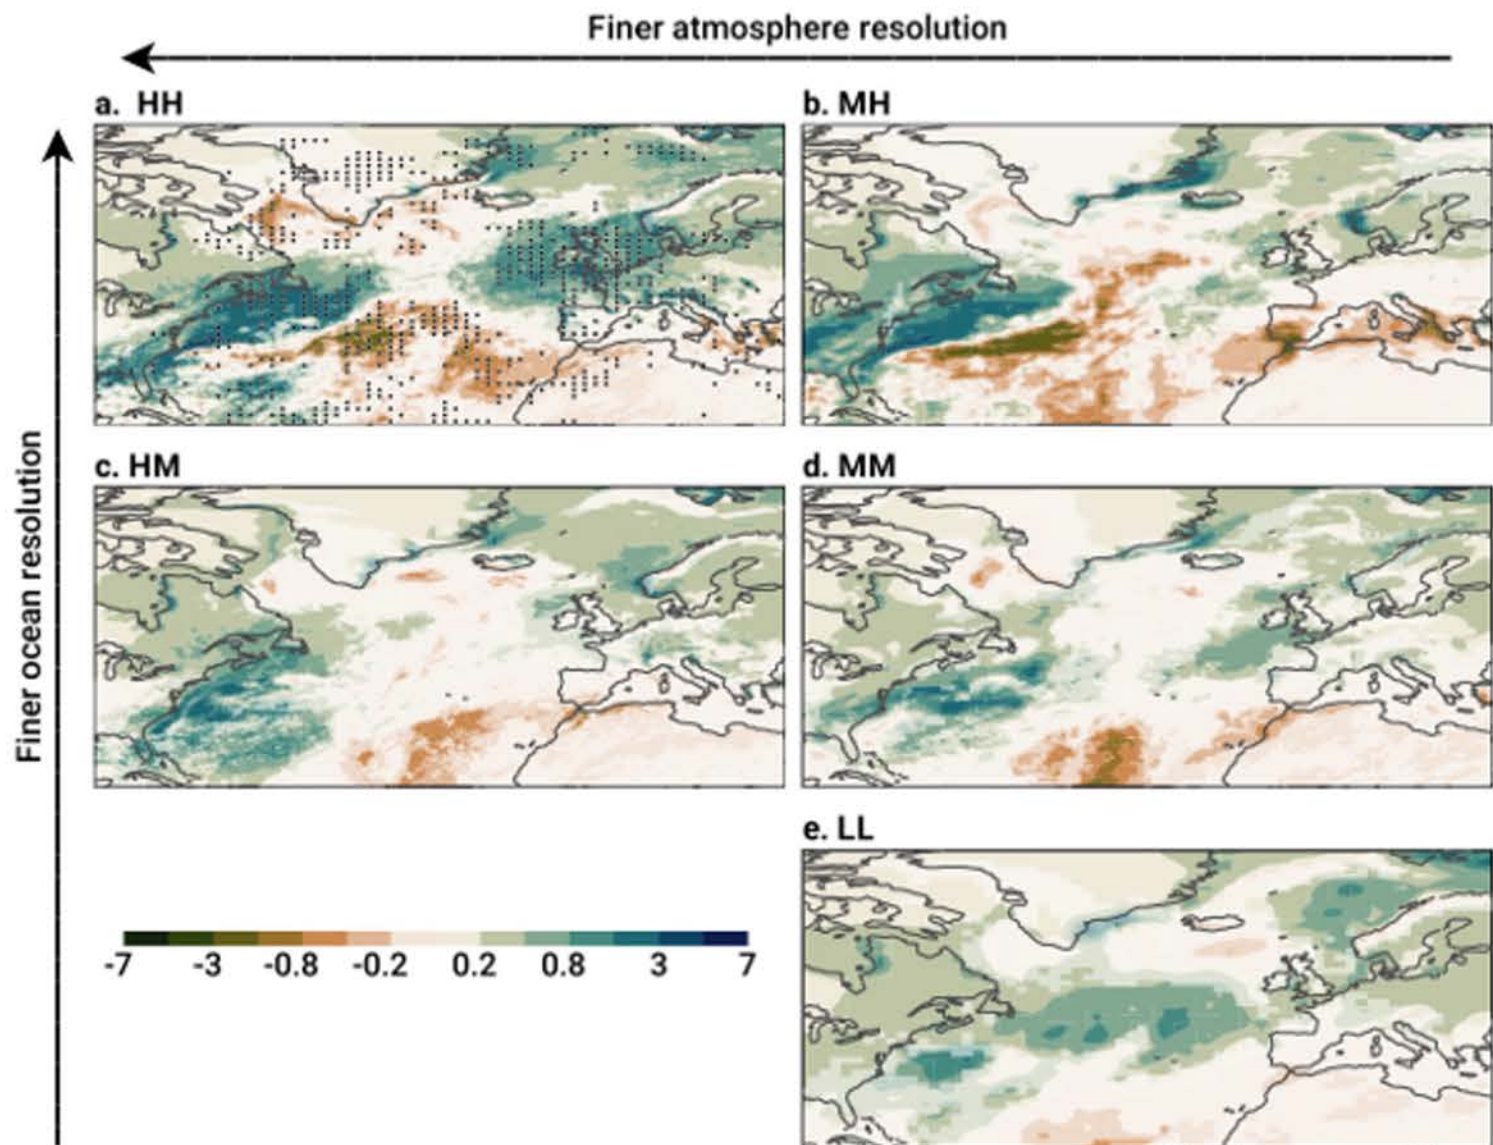 Finer atmosphere resolution
a. HH
b. MH
Finer ocean resolution
c. HM
d. MM
e. LL
-7 -3 -0.8 -0.2 0.2 0.8 3 7